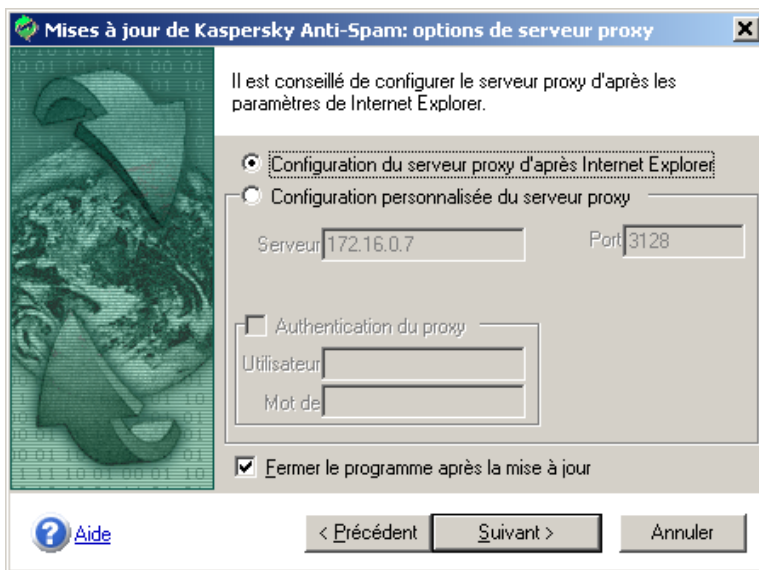 Mises à jour de Kaspersky Anti-Spam: options de serveur proxy
Il est conseillé de configurer le serveur proxy d'après les
paramètres de Internet Explorer.
Configuration du serveur proxy d'après Internet Explorer
Configuration personnalisée du serveur proxy
Serveur 172.16.0.7 Port 3128
Authentication du proxy
Utilisateur
Mot de
Fermer le programme après la mise à jour
Aide < Précédent Suivant > Annuler